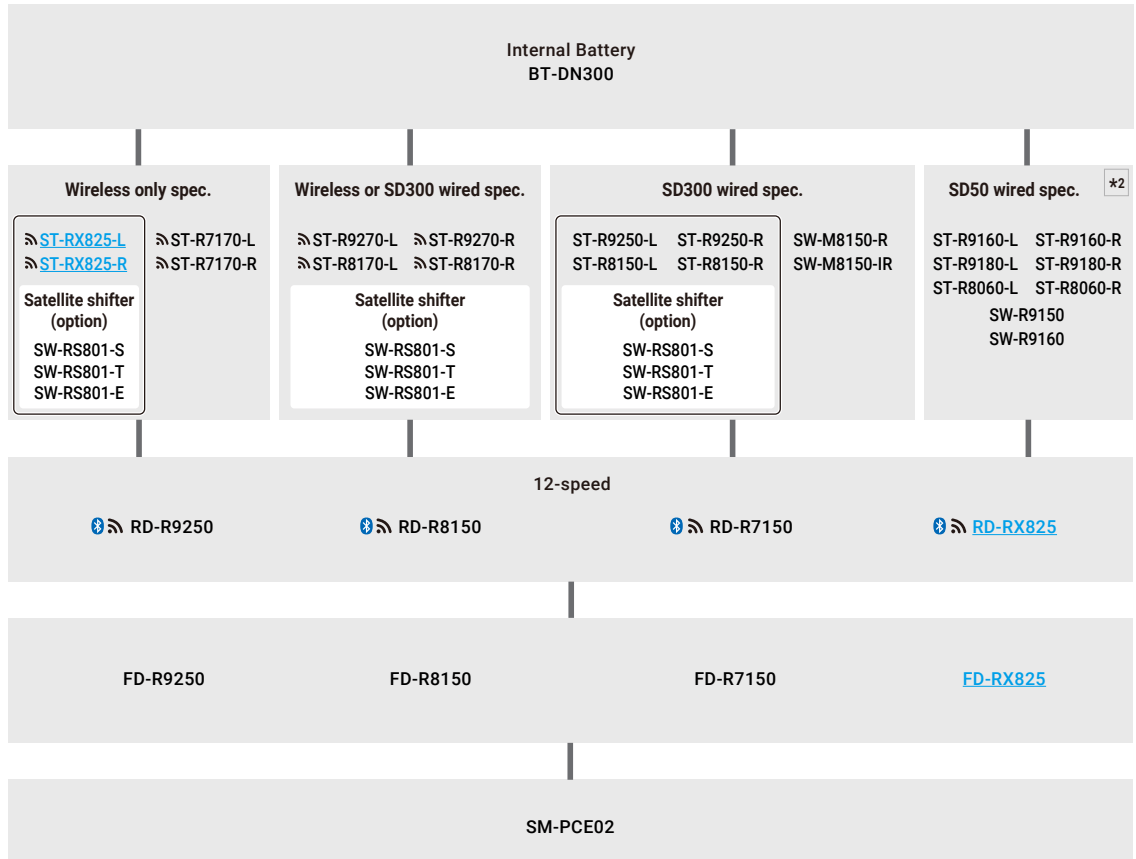 Internal Battery
BT-DN300
Wireless only spec.
ST-RX825-L ST-R7170-L
ST-RX825-R ST-R7170-R
Satellite shifter
(option)
SW-RS801-S
SW-RS801-T
SW-RS801-E
Wireless or SD300 wired spec.
ST-R9270-L ST-R9270-R
ST-R8170-L ST-R8170-R
Satellite shifter
(option)
SW-RS801-S
SW-RS801-T
SW-RS801-E
SD300 wired spec.
ST-R9250-L ST-R9250-R SW-M8150-R
ST-R8150-L ST-R8150-R SW-M8150-IR
Satellite shifter
(option)
SW-RS801-S
SW-RS801-T
SW-RS801-E
SD50 wired spec. *2
ST-R9160-L ST-R9160-R
ST-R9180-L ST-R9180-R
ST-R8060-L ST-R8060-R
SW-R9150
SW-R9160
12-speed
RD-R9250 RD-R8150 RD-R7150 RD-RX825
FD-R9250 FD-R8150 FD-R7150 FD-RX825
SM-PCE02